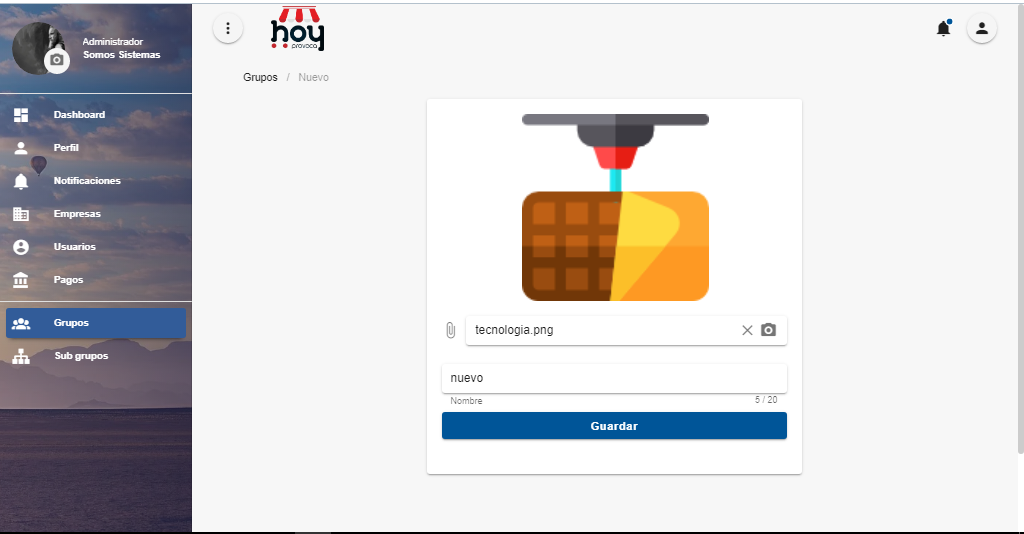 Administrador
Somos Sistemas
Dashboard
Perfil
Notificaciones
Empresas
Usuarios
Pagos
Grupos
Sub grupos
hoy
provoca
Grupos / Nuevo
tecnologia.png
nuevo
Nombre 5 / 20
Guardar